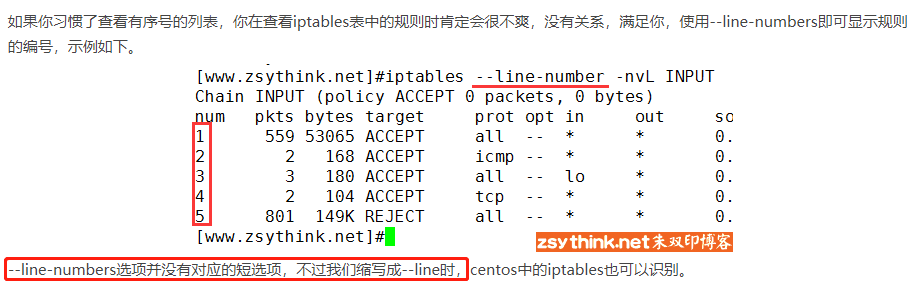 如果你习惯了查看有序号的列表，你在查看iptables表中的规则时肯定会很不爽，没有关系，满足你，使用--line-numbers即可显示规则
的编号，示例如下。
[www.zsythink.net]#iptables --line-number -nvL INPUT
Chain INPUT (policy ACCEPT 0 packets, 0 bytes)
num pkts bytes target prot opt in out so
1 559 53065 ACCEPT all -- * * 0.
2 2 168 ACCEPT icmp -- * * 0.
3 3 180 ACCEPT all -- lo * 0.
4 2 104 ACCEPT tcp -- * * 0.
5 801 149K REJECT all -- * * 0.
[www.zsythink.net]#
zsythink.net朱双印博客
--line-numbers选项并没有对应的短选项，不过我们缩写成--line时，centos中的iptables也可以识别。